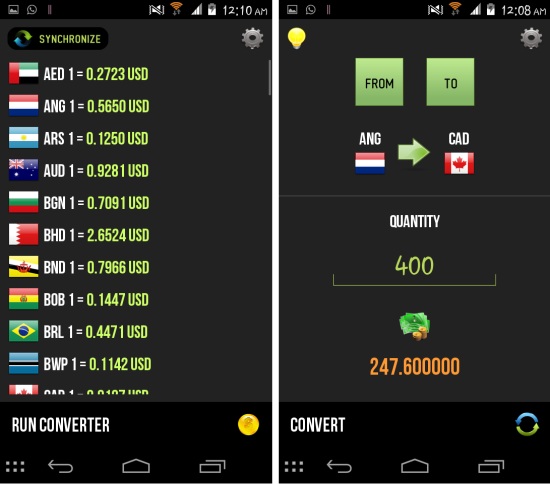 12:10 AM
SYNCHRONIZE
AED 1 = 0.2723 USD
ANG 1 = 0.5650 USD
ARS 1 = 0.1250 USD
AUD 1 = 0.9281 USD
BGN 1 = 0.7091 USD
BHD 1 = 2.6524 USD
BND 1 = 0.7966 USD
BOB 1 = 0.1447 USD
BRL 1 = 0.4471 USD
BWP 1 = 0.1142 USD
RUN CONVERTER
12:08 AM
FROM TO
ANG CAD
QUANTITY
400
247.600000
CONVERT